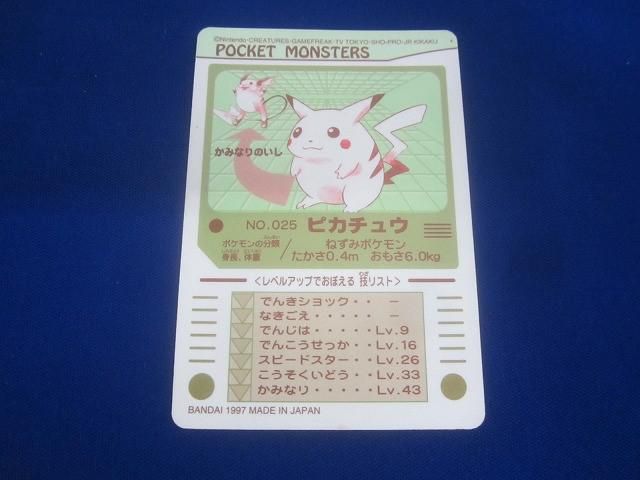 ©Nintendo・CREATURES・GAMEFREAK・TV TOKYO・SHO-PRO・JR KIKAKU
POCKET MONSTERS
かみなりのいし
NO.025 ピカチュウ
ポケモンの分類 ねずみポケモン
身長、体重 たかさ0.4m おもさ6.0kg
<レベルアップでおぼえる 技リスト>
でんきショック・・ －
なきごえ・・・・・ －
でんじは・・・・・Lv.9
でんこうせっか・・Lv.16
スピードスター・・Lv.26
こうそくいどう・・Lv.33
かみなり・・・・・Lv.43
BANDAI 1997 MADE IN JAPAN